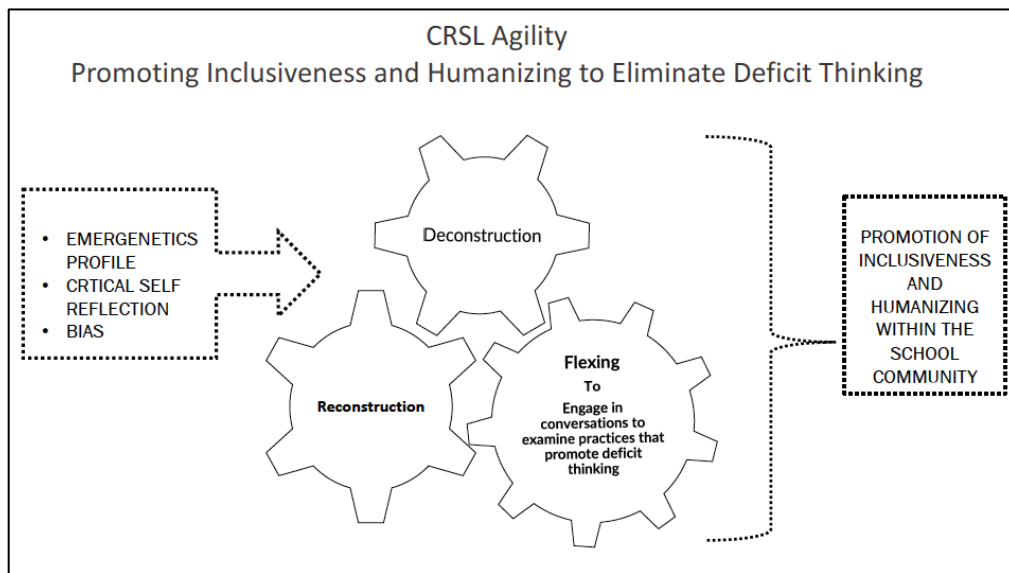 CRSL Agility
Promoting Inclusiveness and Humanizing to Eliminate Deficit Thinking
• EMERGENETICS
PROFILE
• CRTICAL SELF
REFLECTION
• BIAS
Deconstruction
Reconstruction
Flexing
To
Engage in
conversations to
examine practices that
promote deficit
thinking
PROMOTION OF
INCLUSIVENESS
AND
HUMANIZING
WITHIN THE
SCHOOL
COMMUNITY